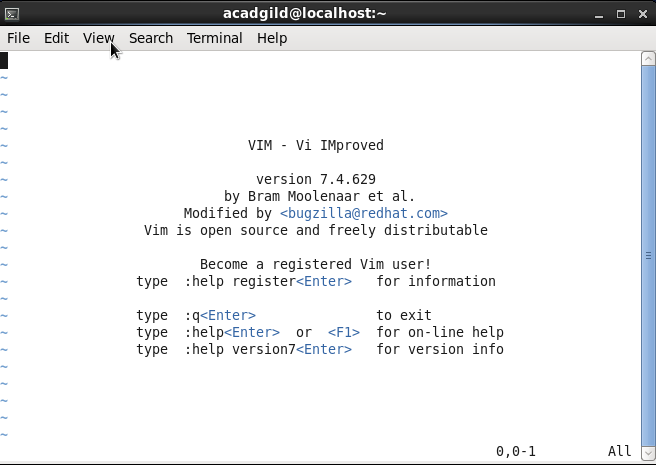 acadgild@localhost:~
File Edit View Search Terminal Help
~
~
~
~
~ VIM - Vi IMproved
~
~ version 7.4.629
~ by Bram Moolenaar et al.
~ Modified by <bugzilla@redhat.com>
~ Vim is open source and freely distributable
~
~ Become a registered Vim user!
~ type :help register<Enter> for information
~
~ type :q<Enter> to exit
~ type :help<Enter> or <F1> for on-line help
~ type :help version7<Enter> for version info
~
~
~
~
~
0,0-1 All